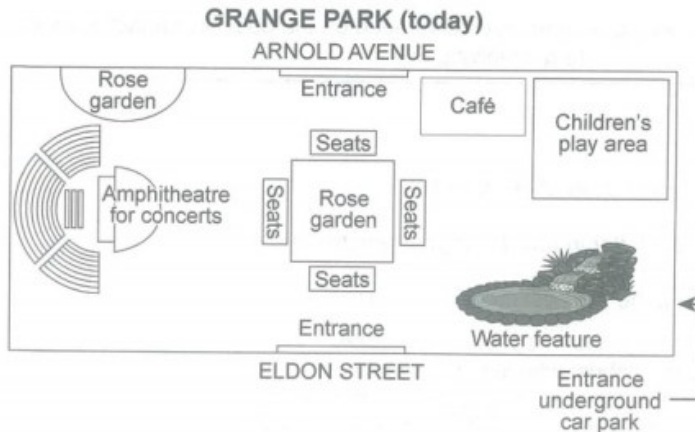 GRANGE PARK (today)
ARNOLD AVENUE
Rose
garden
Entrance
Café
Children's
play area
Seats
Amphitheatre
for concerts
Seats
Rose
garden
Seats
Seats
Entrance
Water feature
ELDON STREET
Entrance
underground
car park